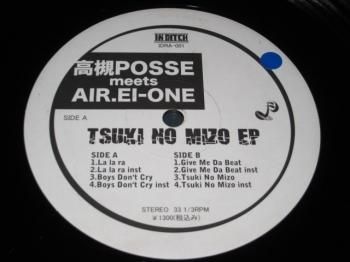 IN DITCH
IDRA-001
高槻POSSE
meets
AIR.EI-ONE
SIDE A
TSUKI NO MIZO EP
SIDE A
1.La la ra
2.La la ra inst
3.Boys Don't Cry
4.Boys Don't Cry inst
SIDE B
1.Give Me Da Beat
2.Give Me Da Beat inst
3.Tsuki No Mizo
4.Tsuki No Mizo inst
STEREO 33 1/3RPM
¥1300(税込み)